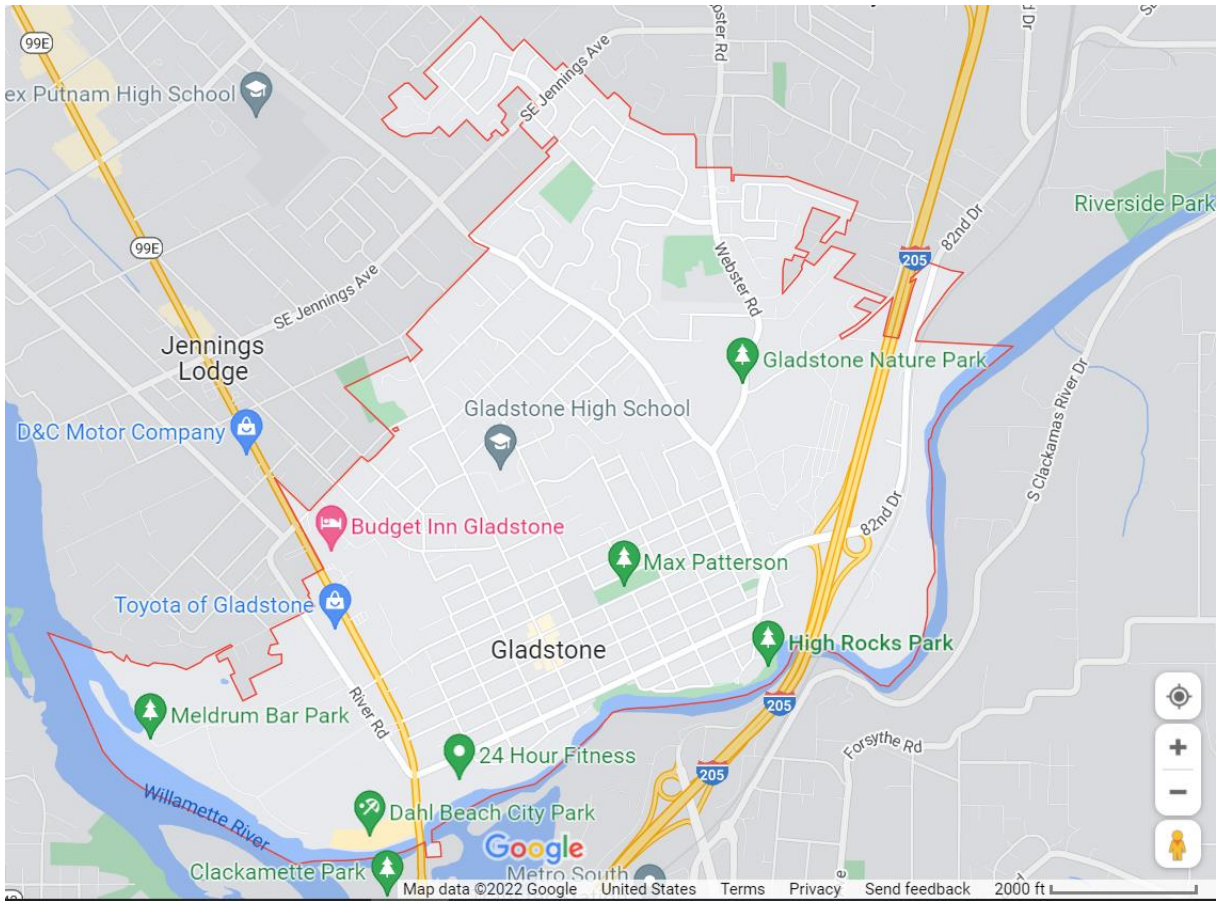 99E
ex Putnam High School
SE Jennings Ave
Webster Rd
Rd Dr
Riverside Park
82nd Dr
205
99E
SE Jennings Ave
Webster Rd
Jennings
Lodge
Gladstone Nature Park
S Clackamas River Dr
Gladstone High School
D&C Motor Company
82nd Dr
Budget Inn Gladstone
Max Patterson
Toyota of Gladstone
Gladstone
High Rocks Park
River Rd
Meldrum Bar Park
205
24 Hour Fitness
Forsythe Rd
205
Willamette River
Dahl Beach City Park
Google
Clackamette Park
Metro South
Map data ©2022 Google United States Terms Privacy Send feedback 2000 ft